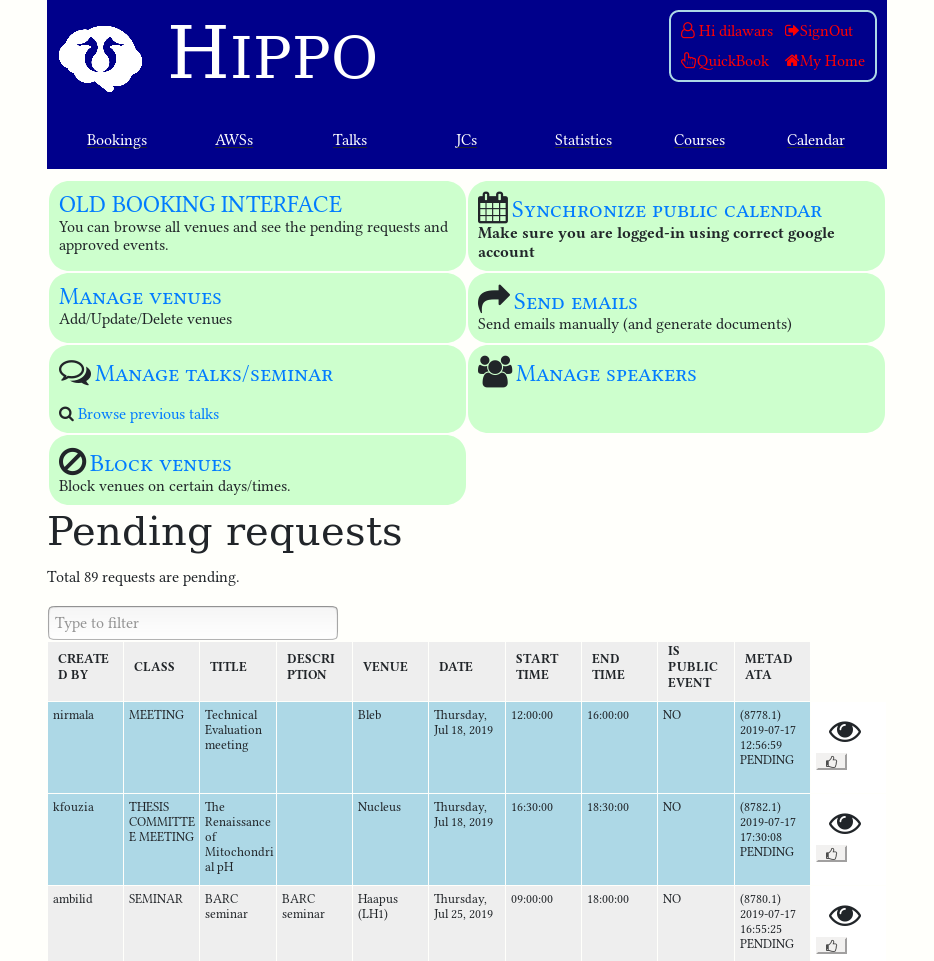 HIPPO
Hi dilawars SignOut
QuickBook My Home
Bookings AWSs Talks JCs Statistics Courses Calendar
OLD BOOKING INTERFACE
You can browse all venues and see the pending requests and
approved events.
Synchronize public calendar
Make sure you are logged-in using correct google
account
Manage venues
Add/Update/Delete venues
Send emails
Send emails manually (and generate documents)
Manage talks/seminar
Browse previous talks
Manage speakers
Block venues
Block venues on certain days/times.
Pending requests
Total 89 requests are pending.
Type to filter
CREATE
D BY
CLASS
TITLE
DESCRI
PTION
VENUE
DATE
START
TIME
END
TIME
IS
PUBLIC
EVENT
METAD
ATA
nirmala
MEETING
Technical
Evaluation
meeting
Bleb
Thursday,
Jul 18, 2019
12:00:00
16:00:00
NO
(8778.1)
2019-07-17
12:56:59
PENDING
kfouzia
THESIS
COMMITTE
E MEETING
The
Renaissance
of
Mitochondri
al pH
Nucleus
Thursday,
Jul 18, 2019
16:30:00
18:30:00
NO
(8782.1)
2019-07-17
17:30:08
PENDING
ambilid
SEMINAR
BARC
seminar
BARC
seminar
Haapus
(LH1)
Thursday,
Jul 25, 2019
09:00:00
18:00:00
NO
(8780.1)
2019-07-17
16:55:25
PENDING